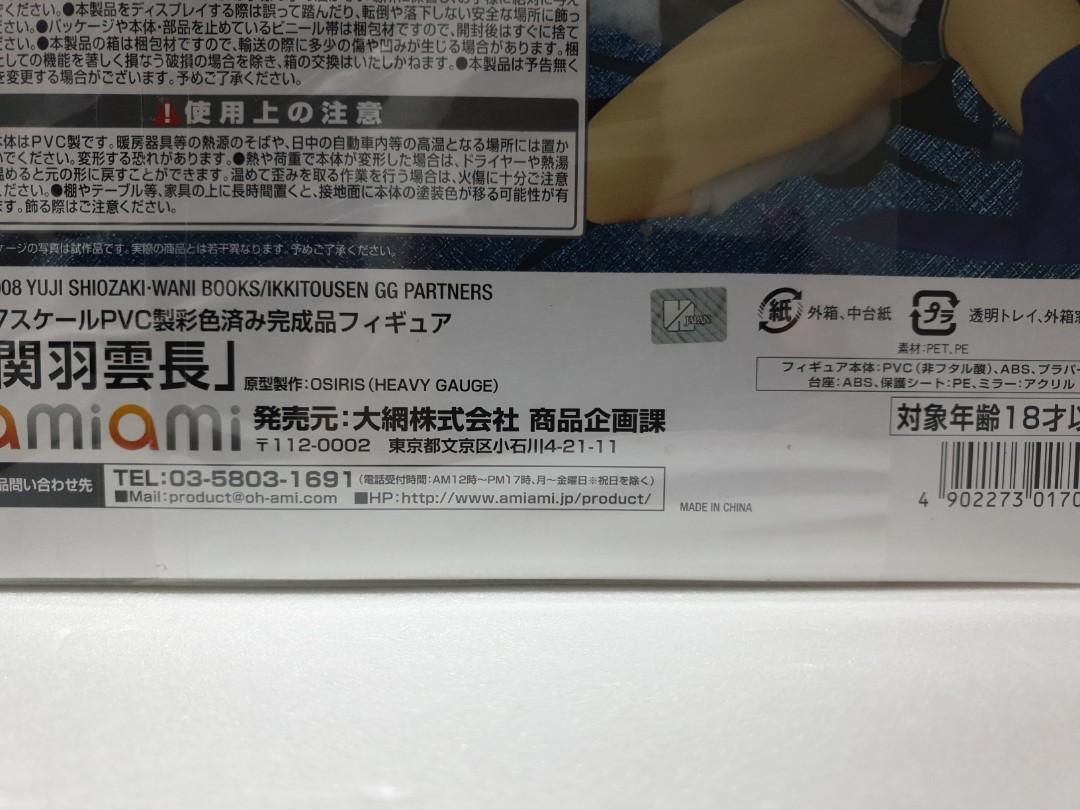 でください。●本製品をディスプレイする際は誤って踏んだり、転倒や落下しない安全な場所に飾っ
ださい。●パッケージや本体・部品を止めているビニール帯は梱包材ですので、開封後はすぐに捨て
ださい。●本製品の箱は梱包材ですので、輸送の際に多少の傷や凹みが生じる場合があります。梱
としての機能を著しく損なう破損の場合を除き、箱の交換はいたしかねます。●本製品は予告無く
を変更する場合がございます。予めご了承ください。
使用上の注意
体はPVC製です。暖房器具等の熱源のそばや、日中の自動車内等の高温となる場所には置か
いでください。変形する恐れがあります。●熱や荷重で本体が変形した場合は、ドライヤーや熱湯
温めると元の形に戻すことができます。温めて歪みを取る作業を行う場合は、火傷に十分ご注意
ださい。●棚やテーブル等、家具の上に長時間置くと、接地面に本体の塗装色が移る可能性が有
ます。飾る際はご注意ください。
ケージの写真は試作品です。実際の商品とは若干異なります。予めご了承ください。
008 YUJI SHIOZAKI・WANI BOOKS/IKKITOUSEN GG PARTNERS
7スケールPVC製彩色済み完成品フィギュア
関羽雲長」 原型製作：OSIRIS（HEAVY GAUGE）
amiami 発売元：大網株式会社 商品企画課
〒112-0002 東京都文京区小石川4-21-11
品問い合わせ先 TEL：03-5803-1691（電話受付時間：AM12時〜PM17時、月〜金曜日※祝日を除く）
■Mail：product@oh-ami.com ■HP：http://www.amiami.jp/product/
MADE IN CHINA
JAPAN
紙 外箱、中台紙 プラ 透明トレイ、外箱窓
素材：PET、PE
フィギュア本体：PVC（非フタル酸）、ABS、プラパー
台座：ABS、保護シート：PE、ミラー：アクリル
対象年齢18才以
4 902273 0170